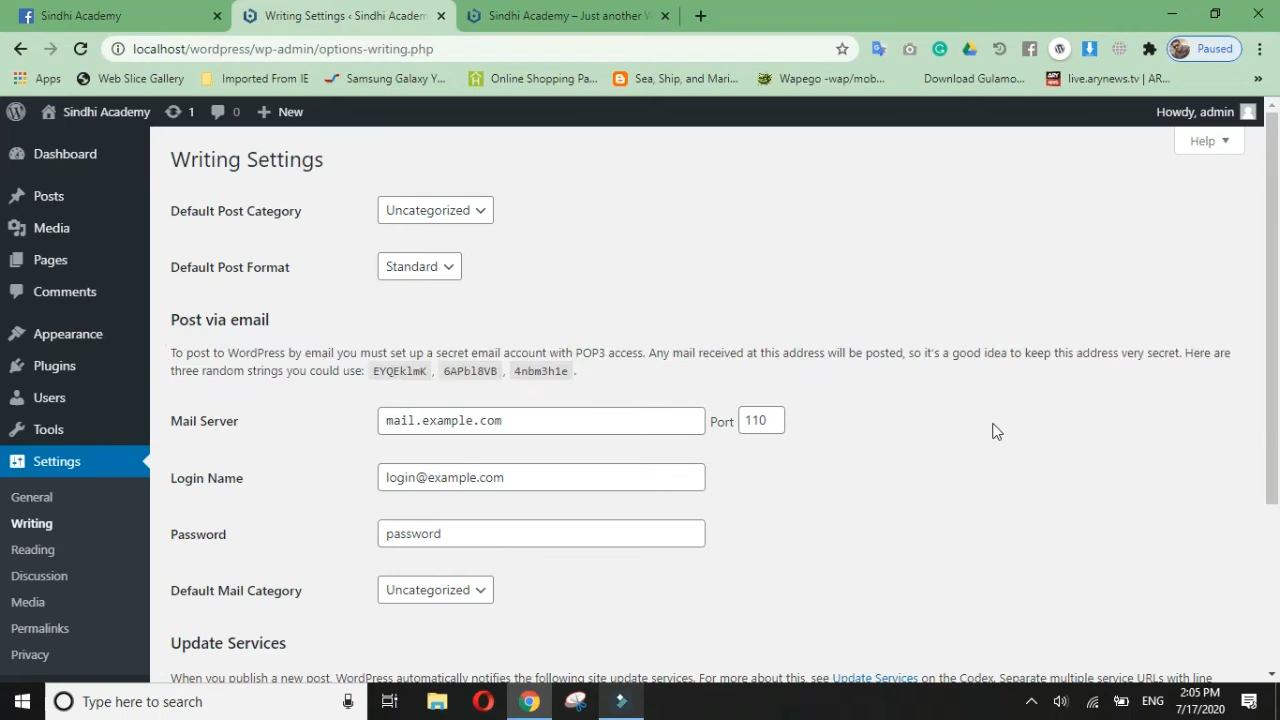 Sindhi Academy
Writing Settings ‹ Sindhi Academ
Sindhi Academy – Just another W
localhost/wordpress/wp-admin/options-writing.php
Paused
Apps
Web Slice Gallery
Imported From IE
Samsung Galaxy Y...
Online Shopping Pa...
Sea, Ship, and Mari...
Wapego -wap/mob...
Download Gulamo...
live.arynews.tv | AR...
Sindhi Academy
1
0
New
Howdy, admin
Help
Dashboard
Posts
Media
Pages
Comments
Appearance
Plugins
Users
Tools
Settings
General
Writing
Reading
Discussion
Media
Permalinks
Privacy
Writing Settings
Default Post Category Uncategorized
Default Post Format Standard
Post via email
To post to WordPress by email you must set up a secret email account with POP3 access. Any mail received at this address will be posted, so it's a good idea to keep this address very secret. Here are
three random strings you could use: EYQEklmK , 6APbl8VB , 4nbm3h1e .
Mail Server mail.example.com Port 110
Login Name login@example.com
Password password
Default Mail Category Uncategorized
Update Services
When you publish a new post, WordPress automatically notifies the following site update services. For more about this, see Update Services on the Codex. Separate multiple service URLs with line
Type here to search
ENG
2:05 PM
7/17/2020